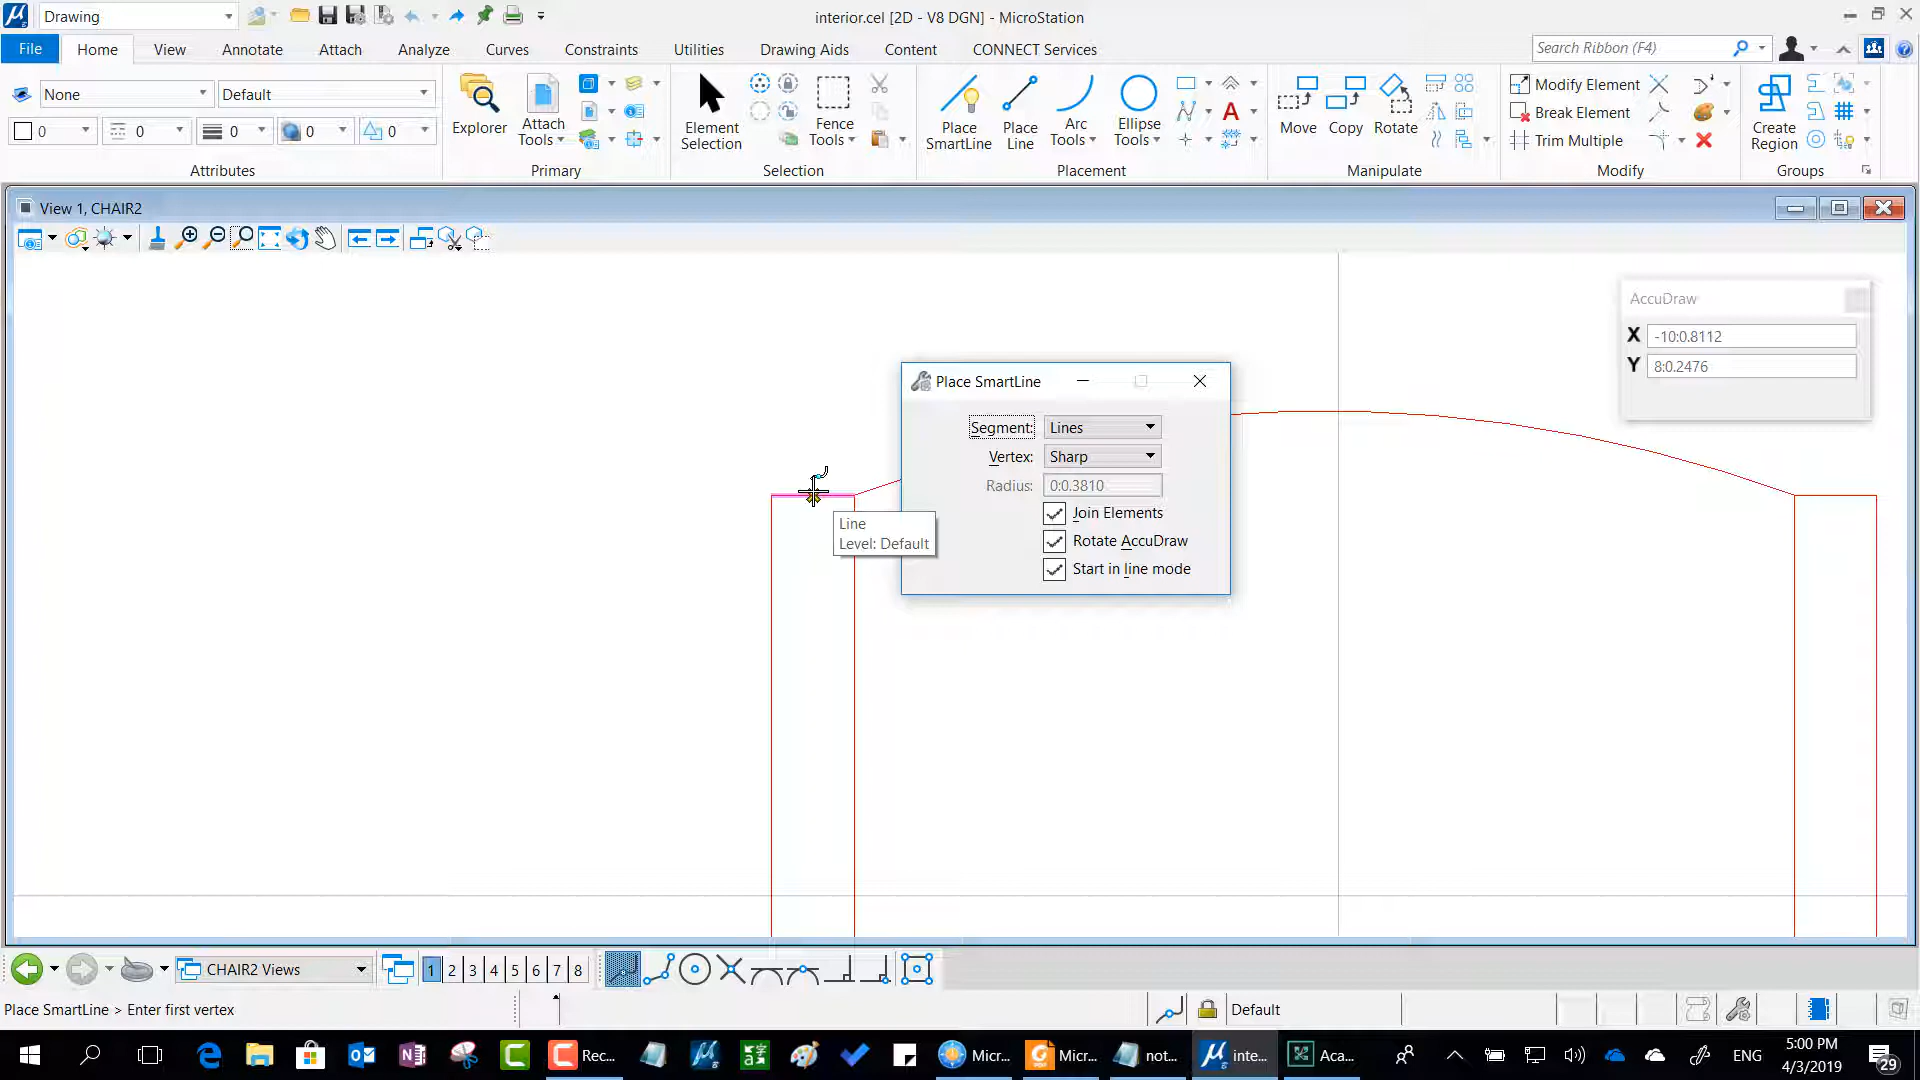 Drawing
interior.cel [2D - V8 DGN] - MicroStation
File
Home
View
Annotate
Attach
Analyze
Curves
Constraints
Utilities
Drawing Aids
Content
CONNECT Services
Search Ribbon (F4)
None
Default
0
0
0
0
0
Attributes
Explorer
Attach Tools
Primary
Element Selection
Fence Tools
Selection
Place SmartLine
Place Line
Arc Tools
Ellipse Tools
Placement
Move
Copy
Rotate
Manipulate
Modify Element
Break Element
Trim Multiple
Modify
Create Region
Groups
View 1, CHAIR2
AccuDraw
X -10:0.8112
Y 8:0.2476
Place SmartLine
Segment: Lines
Vertex: Sharp
Radius: 0:0.3810
Join Elements
Rotate AccuDraw
Start in line mode
Line
Level: Default
CHAIR2 Views
1 2 3 4 5 6 7 8
Place SmartLine > Enter first vertex
Default
Rec...
Micr...
Micr...
not...
inte...
Aca...
ENG
5:00 PM
4/3/2019
29